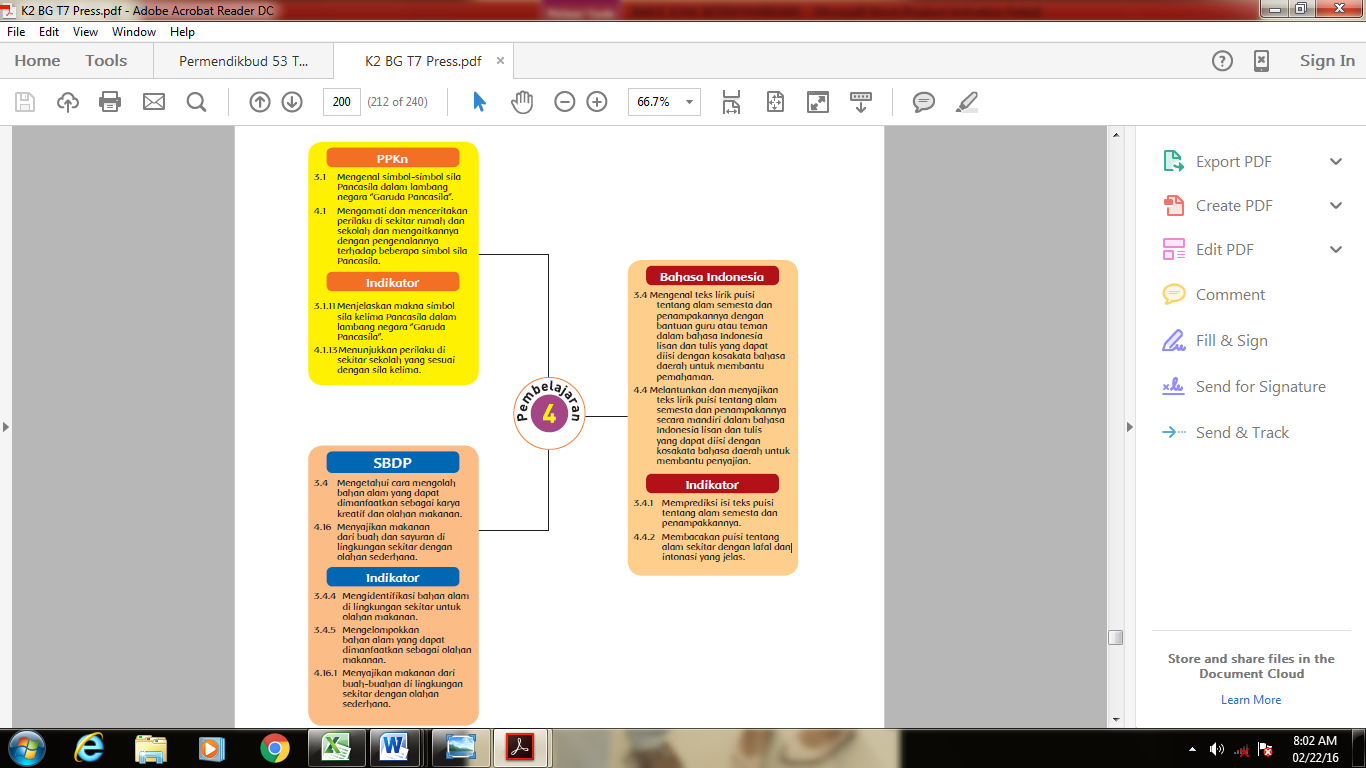 K2 BG T7 Press.pdf - Adobe Acrobat Reader DC
File Edit View Window Help
Home Tools Permendikbud 53 T... K2 BG T7 Press.pdf × Sign In
200 (212 of 240) 66.7%
PPKn
3.1 Mengenal simbol-simbol sila
Pancasila dalam lambang
negara “Garuda Pancasila”.
4.1 Mengamati dan menceritakan
perilaku di sekitar rumah dan
sekolah dan mengaitkannya
dengan pengenalannya
terhadap beberapa simbol sila
Pancasila.
Indikator
3.1.11 Menjelaskan makna simbol
sila kelima Pancasila dalam
lambang negara “Garuda
Pancasila”.
4.1.13 Menunjukkan perilaku di
sekitar sekolah yang sesuai
dengan sila kelima.
Pembelajaran
4
Bahasa Indonesia
3.4 Mengenal teks lirik puisi
tentang alam semesta dan
penampakannya dengan
bantuan guru atau teman
dalam bahasa Indonesia
lisan dan tulis yang dapat
diisi dengan kosakata bahasa
daerah untuk membantu
pemahaman.
4.4 Melantunkan dan menyajikan
teks lirik puisi tentang alam
semesta dan penampakannya
secara mandiri dalam bahasa
Indonesia lisan dan tulis
yang dapat diisi dengan
kosakata bahasa daerah untuk
membantu penyajian.
Indikator
3.4.1 Memprediksi isi teks puisi
tentang alam semesta dan
penampakkannya.
4.4.2 Membacakan puisi tentang
alam sekitar dengan lafal dan
intonasi yang jelas.
SBDP
3.4 Mengetahui cara mengolah
bahan alam yang dapat
dimanfaatkan sebagai karya
kreatif dan olahan makanan.
4.16 Menyajikan makanan
dari buah dan sayuran di
lingkungan sekitar dengan
olahan sederhana.
Indikator
3.4.4 Mengidentifikasi bahan alam
di lingkungan sekitar untuk
olahan makanan.
3.4.5 Mengelompokkan
bahan alam yang dapat
dimanfaatkan sebagai olahan
makanan.
4.16.1 Menyajikan makanan dari
buah-buahan di lingkungan
sekitar dengan olahan
sederhana.
Export PDF
Create PDF
Edit PDF
Comment
Fill & Sign
Send for Signature
Send & Track
Store and share files in the
Document Cloud
Learn More
8:02 AM
02/22/16